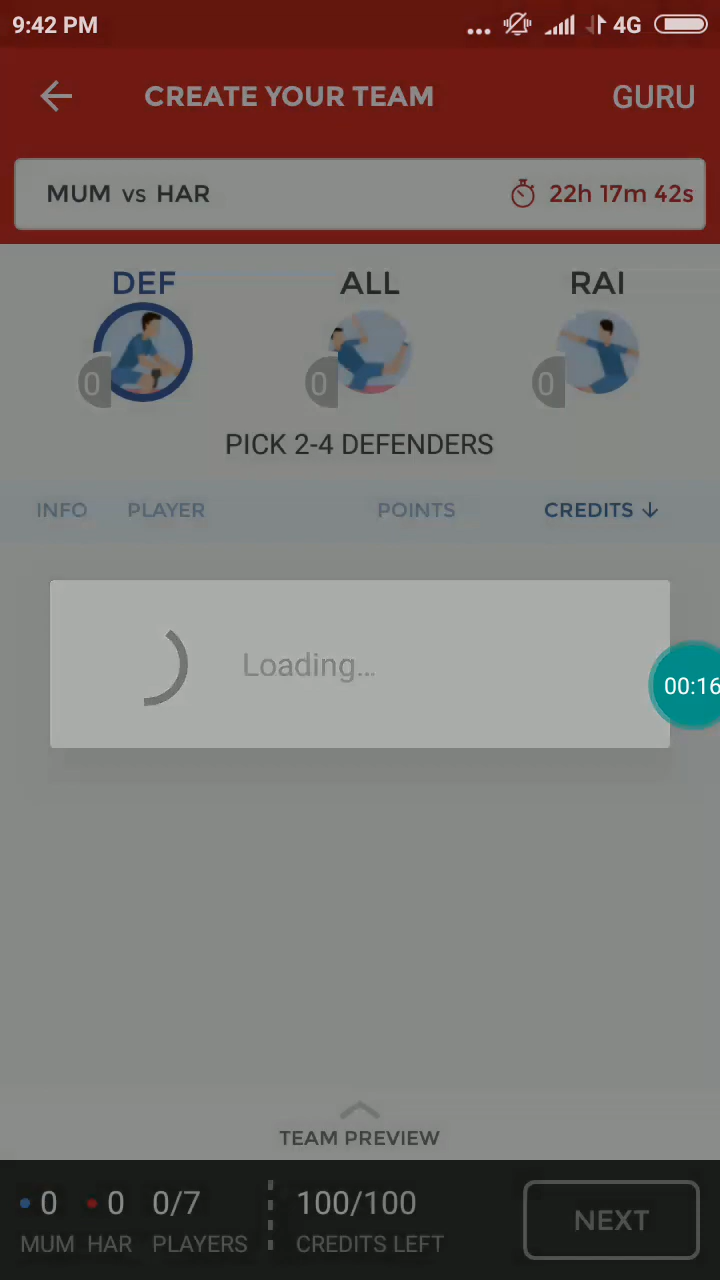 9:42 PM ... 4G
CREATE YOUR TEAM GURU
MUM vs HAR 22h 17m 42s
DEF ALL RAI
0 0 0
PICK 2-4 DEFENDERS
INFO PLAYER POINTS CREDITS ↓
Loading...
00:16
TEAM PREVIEW
0 0 0/7 100/100 NEXT
MUM HAR PLAYERS CREDITS LEFT